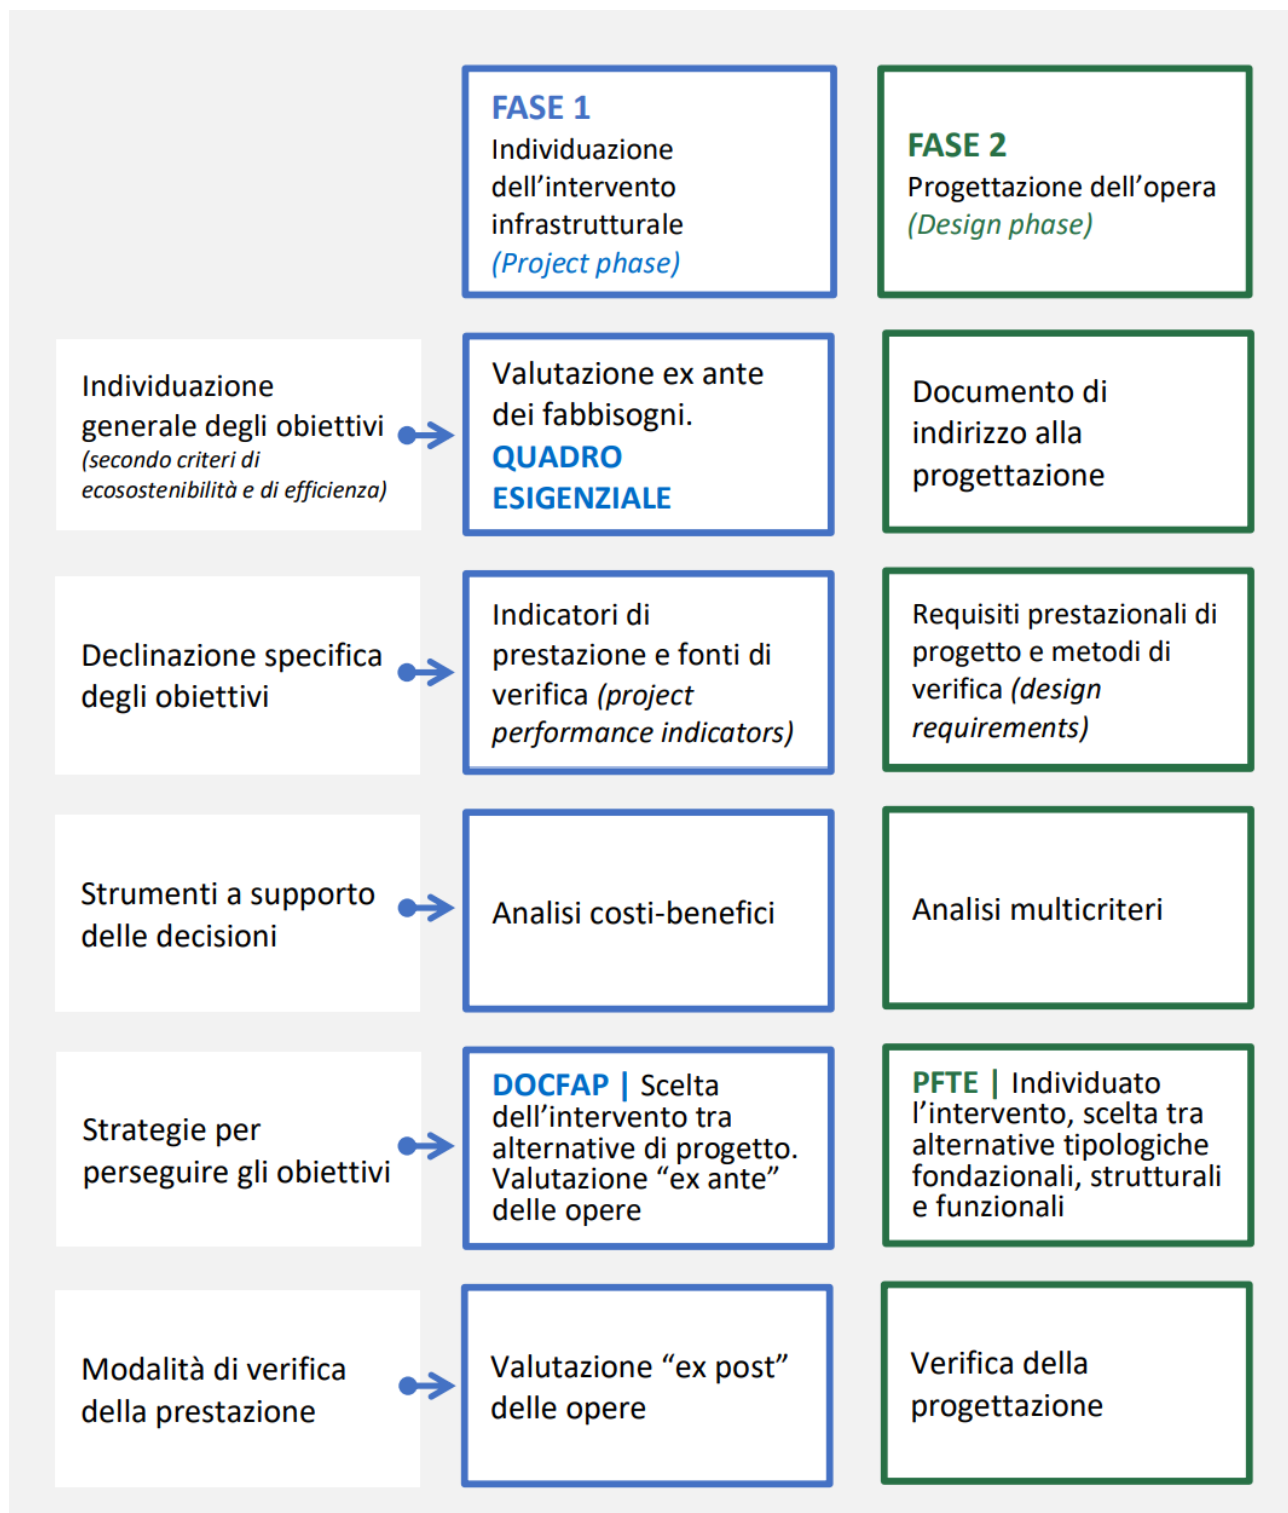 FASE 1
Individuazione
dell’intervento
infrastrutturale
(Project phase)
FASE 2
Progettazione dell’opera
(Design phase)
Individuazione
generale degli obiettivi
(secondo criteri di
ecosostenibilità e di efficienza)
Valutazione ex ante
dei fabbisogni.
QUADRO
ESIGENZIALE
Documento di
indirizzo alla
progettazione
Declinazione specifica
degli obiettivi
Indicatori di
prestazione e fonti di
verifica (project
performance indicators)
Requisiti prestazionali di
progetto e metodi di
verifica (design
requirements)
Strumenti a supporto
delle decisioni
Analisi costi-benefici
Analisi multicriteri
Strategie per
perseguire gli obiettivi
DOCFAP | Scelta
dell’intervento tra
alternative di progetto.
Valutazione “ex ante”
delle opere
PFTE | Individuato
l’intervento, scelta tra
alternative tipologiche
fondazionali, strutturali
e funzionali
Modalità di verifica
della prestazione
Valutazione “ex post”
delle opere
Verifica della
progettazione